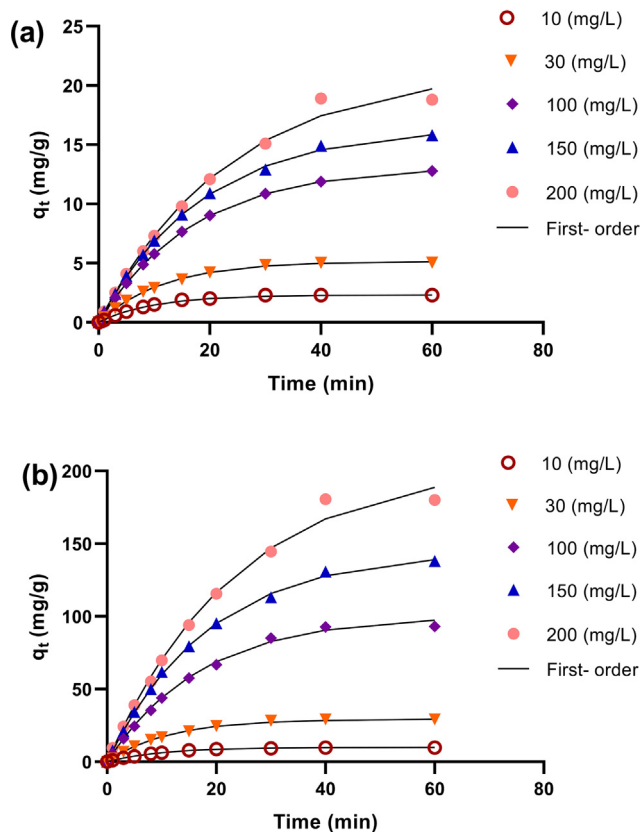 (a)
25
20
15
10
5
0
qt (mg/g)
0 20 40 60 80
Time (min)
10 (mg/L)
30 (mg/L)
100 (mg/L)
150 (mg/L)
200 (mg/L)
First- order
(b)
200
150
100
50
0
qt (mg/g)
0 20 40 60 80
Time (min)
10 (mg/L)
30 (mg/L)
100 (mg/L)
150 (mg/L)
200 (mg/L)
First- order